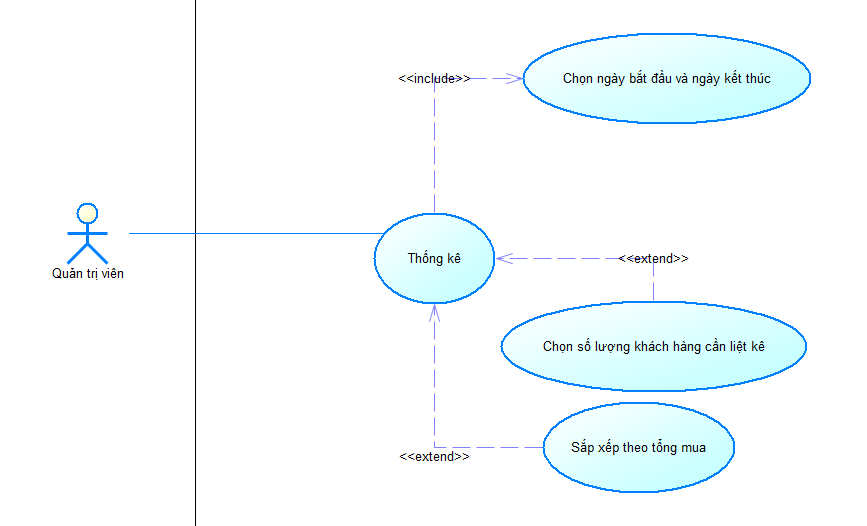 <<include>>
Chọn ngày bắt đầu và ngày kết thúc
Thống kê
<<extend>>
Quản trị viên
Chọn số lượng khách hàng cần liệt kê
Sắp xếp theo tổng mua
<<extend>>